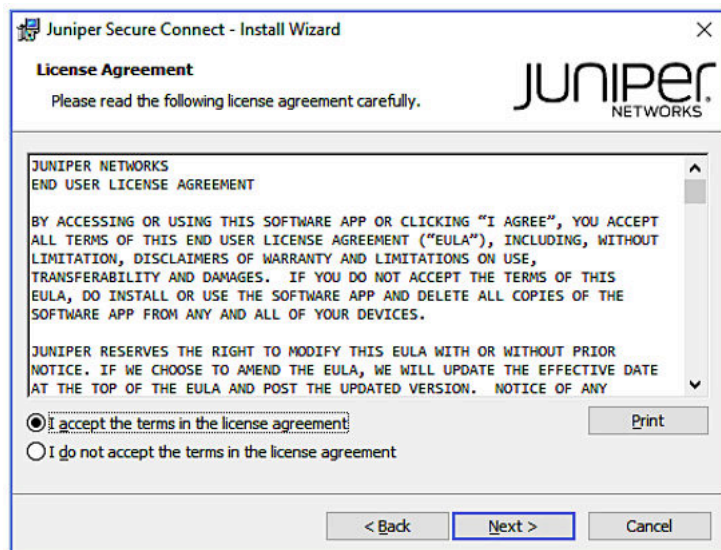 Juniper Secure Connect - Install Wizard
License Agreement
Please read the following license agreement carefully.
JUNIPER
NETWORKS
JUNIPER NETWORKS
END USER LICENSE AGREEMENT
BY ACCESSING OR USING THIS SOFTWARE APP OR CLICKING “I AGREE”, YOU ACCEPT
ALL TERMS OF THIS END USER LICENSE AGREEMENT (“EULA”), INCLUDING, WITHOUT
LIMITATION, DISCLAIMERS OF WARRANTY AND LIMITATIONS ON USE,
TRANSFERABILITY AND DAMAGES.  IF YOU DO NOT ACCEPT THE TERMS OF THIS
EULA, DO INSTALL OR USE THE SOFTWARE APP AND DELETE ALL COPIES OF THE
SOFTWARE APP FROM ANY AND ALL OF YOUR DEVICES.
JUNIPER RESERVES THE RIGHT TO MODIFY THIS EULA WITH OR WITHOUT PRIOR
NOTICE. IF WE CHOOSE TO AMEND THE EULA, WE WILL UPDATE THE EFFECTIVE DATE
AT THE TOP OF THE EULA AND POST THE UPDATED VERSION.  NOTICE OF ANY
I accept the terms in the license agreement
Print
I do not accept the terms in the license agreement
< Back
Next >
Cancel